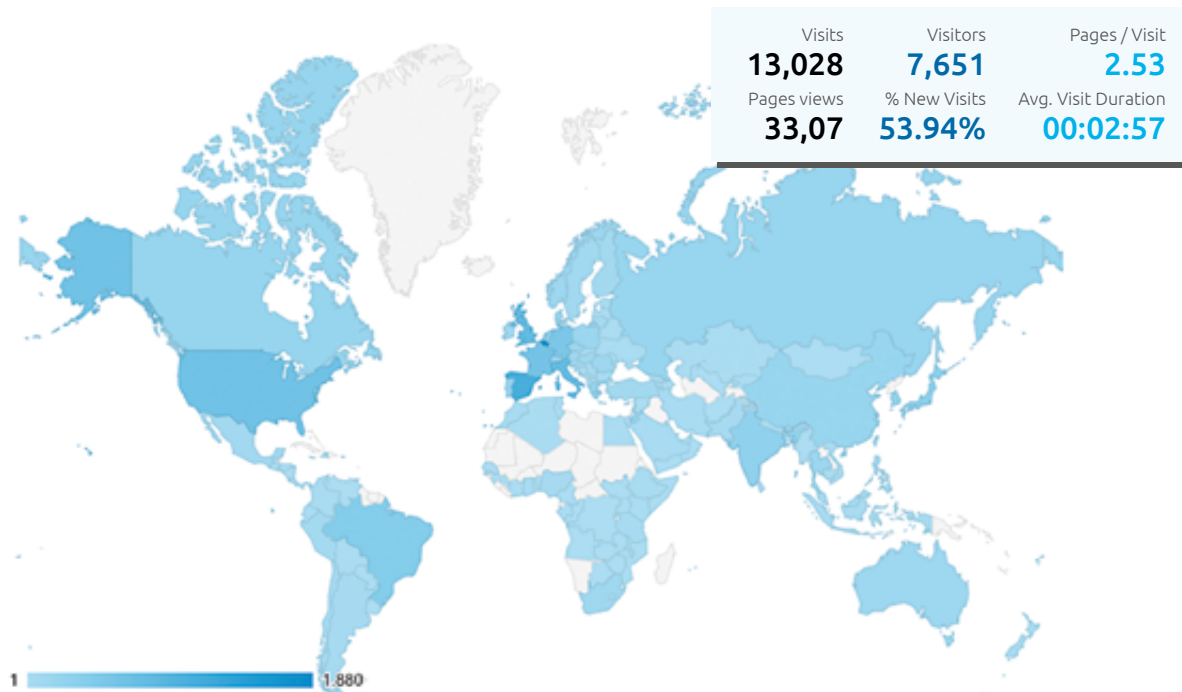 Visits Visitors Pages / Visit
13,028 7,651 2.53
Pages views % New Visits Avg. Visit Duration
33,07 53.94% 00:02:57
1 1.880